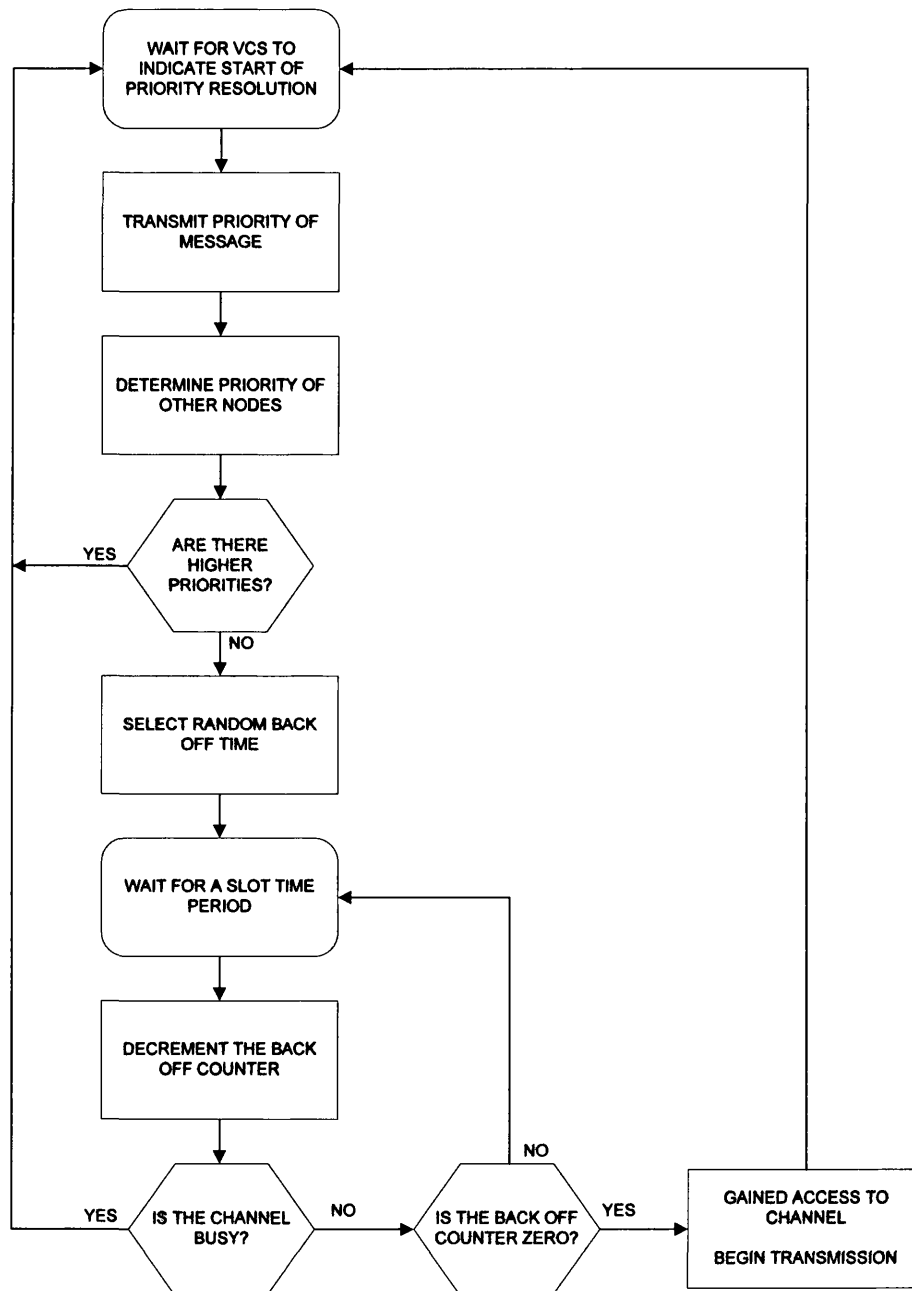 WAIT FOR VCS TO
INDICATE START OF
PRIORITY RESOLUTION
TRANSMIT PRIORITY OF
MESSAGE
DETERMINE PRIORITY OF
OTHER NODES
YES
ARE THERE
HIGHER
PRIORITIES?
NO
SELECT RANDOM BACK
OFF TIME
WAIT FOR A SLOT TIME
PERIOD
DECREMENT THE BACK
OFF COUNTER
YES
IS THE CHANNEL
BUSY?
NO
NO
IS THE BACK OFF
COUNTER ZERO?
YES
GAINED ACCESS TO
CHANNEL
BEGIN TRANSMISSION